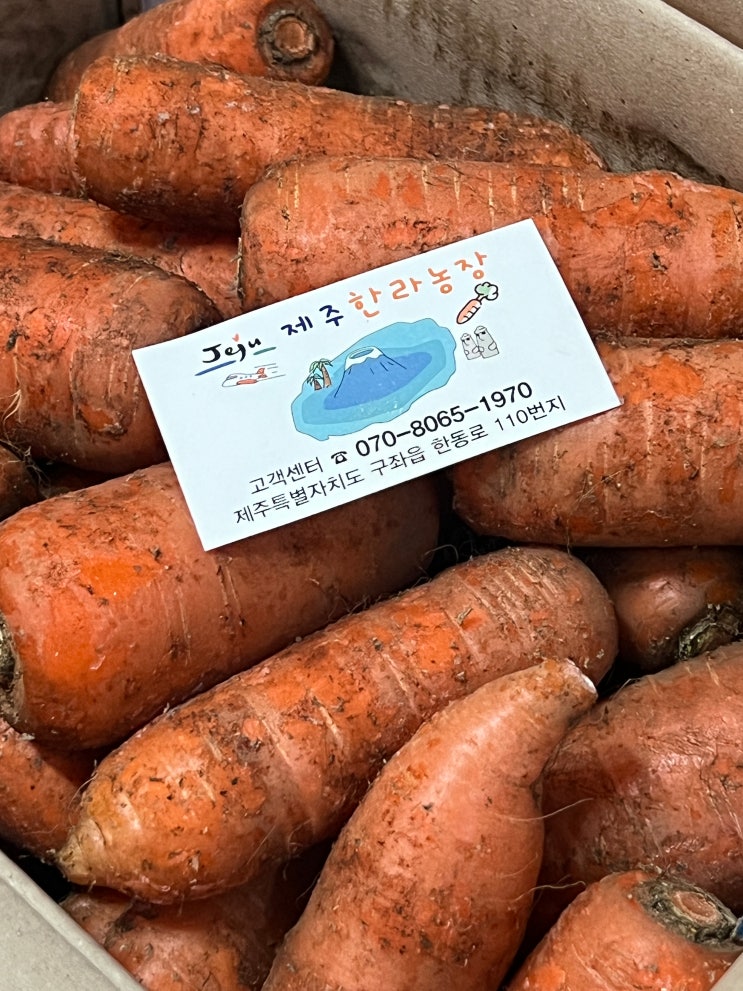 Jeju 제주한라농장
고객센터 ☎ 070-8065-1970
제주특별자치도 구좌읍 한동로 110번지